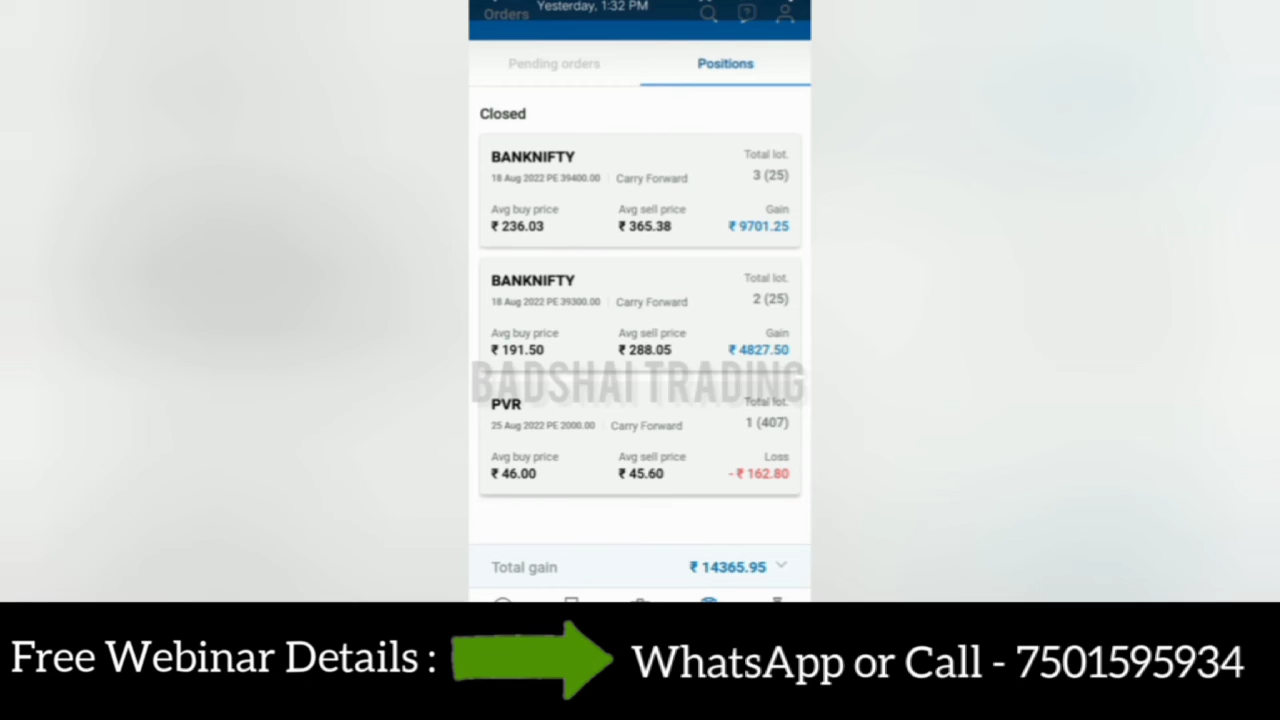 Orders
Yesterday, 1:32 PM
Pending orders
Positions
Closed
BANKNIFTY
Total lot.
18 Aug 2022 PE 39400.00
Carry Forward
3 (25)
Avg buy price
Avg sell price
Gain
₹ 236.03
₹ 365.38
₹ 9701.25
BANKNIFTY
Total lot.
18 Aug 2022 PE 39300.00
Carry Forward
2 (25)
Avg buy price
Avg sell price
Gain
₹ 191.50
₹ 288.05
₹ 4827.50
BADSHAI TRADING
PVR
Total lot.
25 Aug 2022 PE 2000.00
Carry Forward
1 (407)
Avg buy price
Avg sell price
Loss
₹ 46.00
₹ 45.60
- ₹ 162.80
Total gain
₹ 14365.95
Free Webinar Details :
WhatsApp or Call - 7501595934